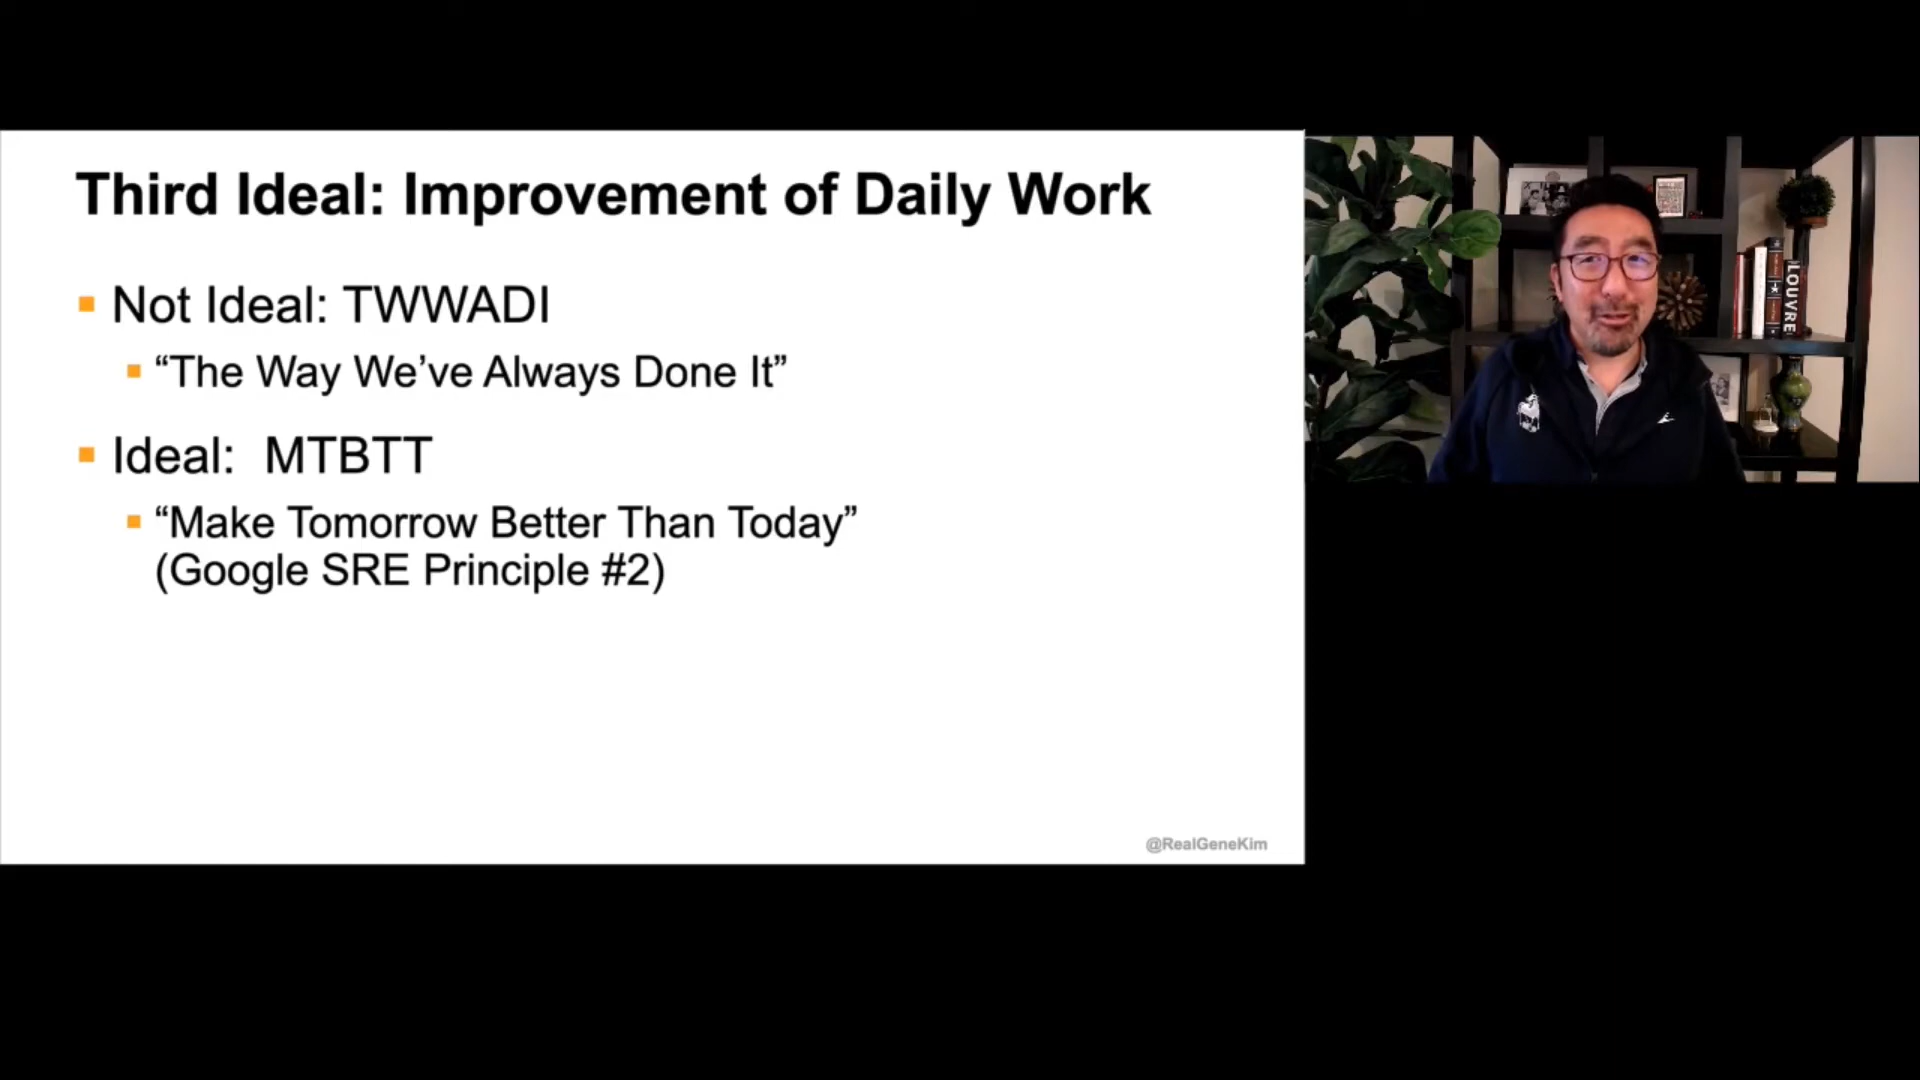 Third Ideal: Improvement of Daily Work
Not Ideal: TWWADI
“The Way We’ve Always Done It”
Ideal: MTBTT
“Make Tomorrow Better Than Today”
(Google SRE Principle #2)
@RealGeneKim
LOUVRE